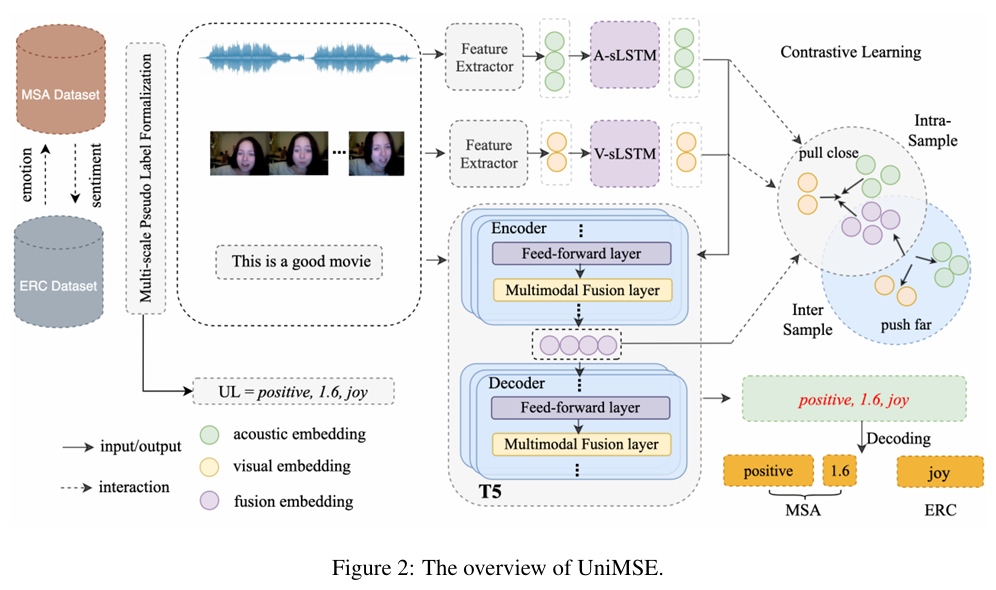 MSA Dataset
emotion
sentiment
ERC Dataset
Multi-scale Pseudo Label Formalization
This is a good movie
UL = positive, 1.6, joy
input/output
interaction
acoustic embedding
visual embedding
fusion embedding
Feature
Extractor
A-sLSTM
Feature
Extractor
V-sLSTM
Encoder
Feed-forward layer
Multimodal Fusion layer
Decoder
Feed-forward layer
Multimodal Fusion layer
T5
Contrastive Learning
Intra-
Sample
pull close
Inter
Sample
push far
positive, 1.6, joy
Decoding
positive
1.6
joy
MSA
ERC
Figure 2: The overview of UniMSE.